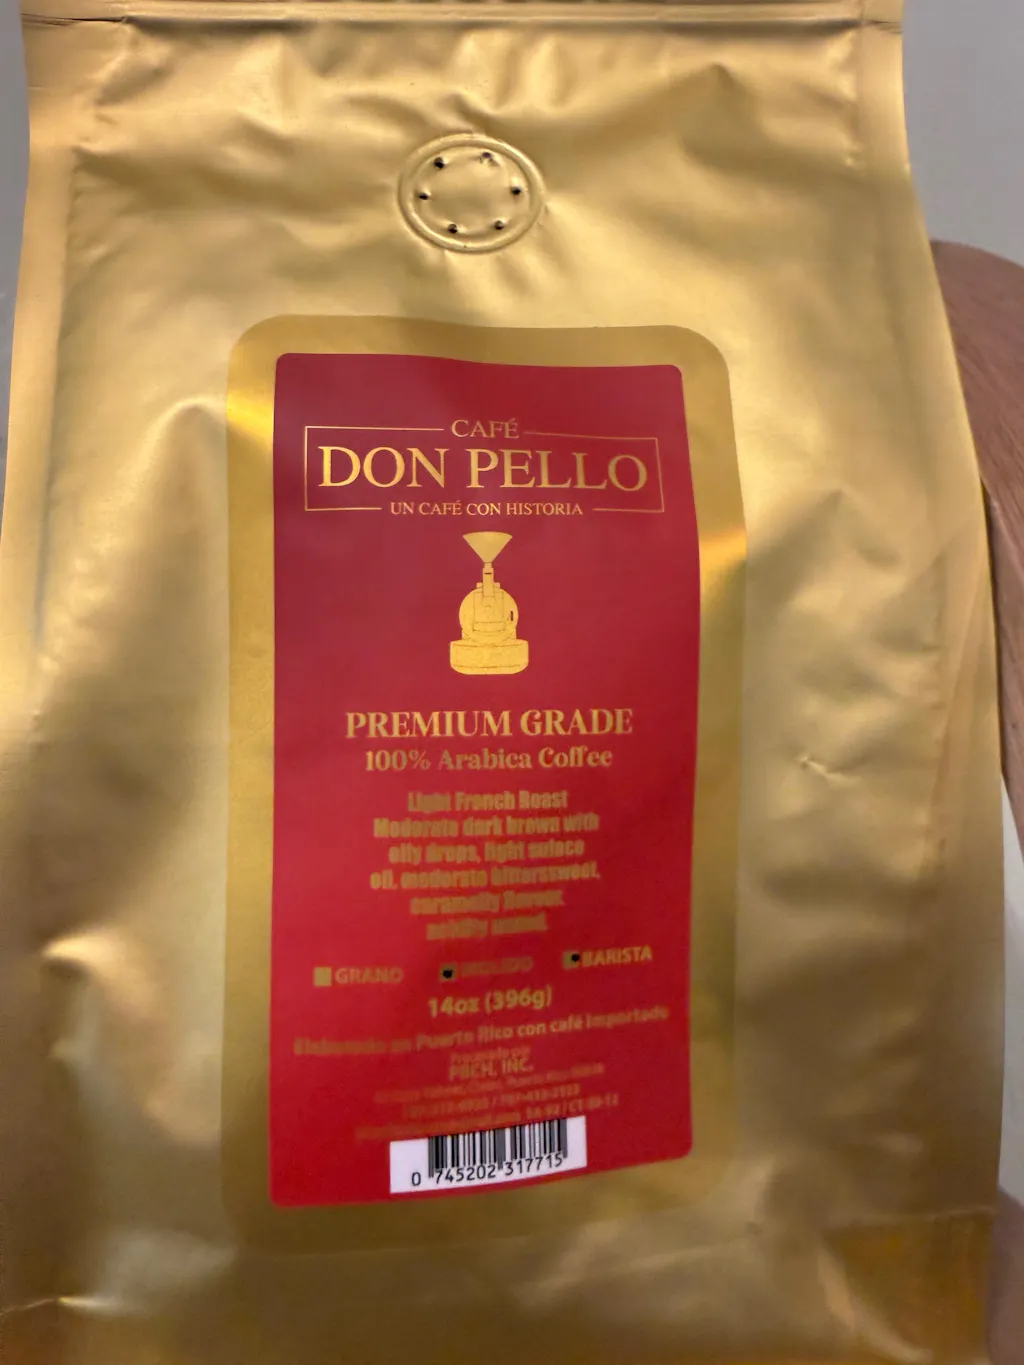 CAFÉ
DON PELLO
UN CAFÉ CON HISTORIA
PREMIUM GRADE
100% Arabica Coffee
Light French Roast
Moderate dark brown with
oily drops, light suface
oil, moderate bittersweet,
caramelly flavour,
GRANO MOLIDO BARISTA
14oz (396g)
Elaborado en Puerto Rico con café Importado
PBCH, INC.
0 745202 317715